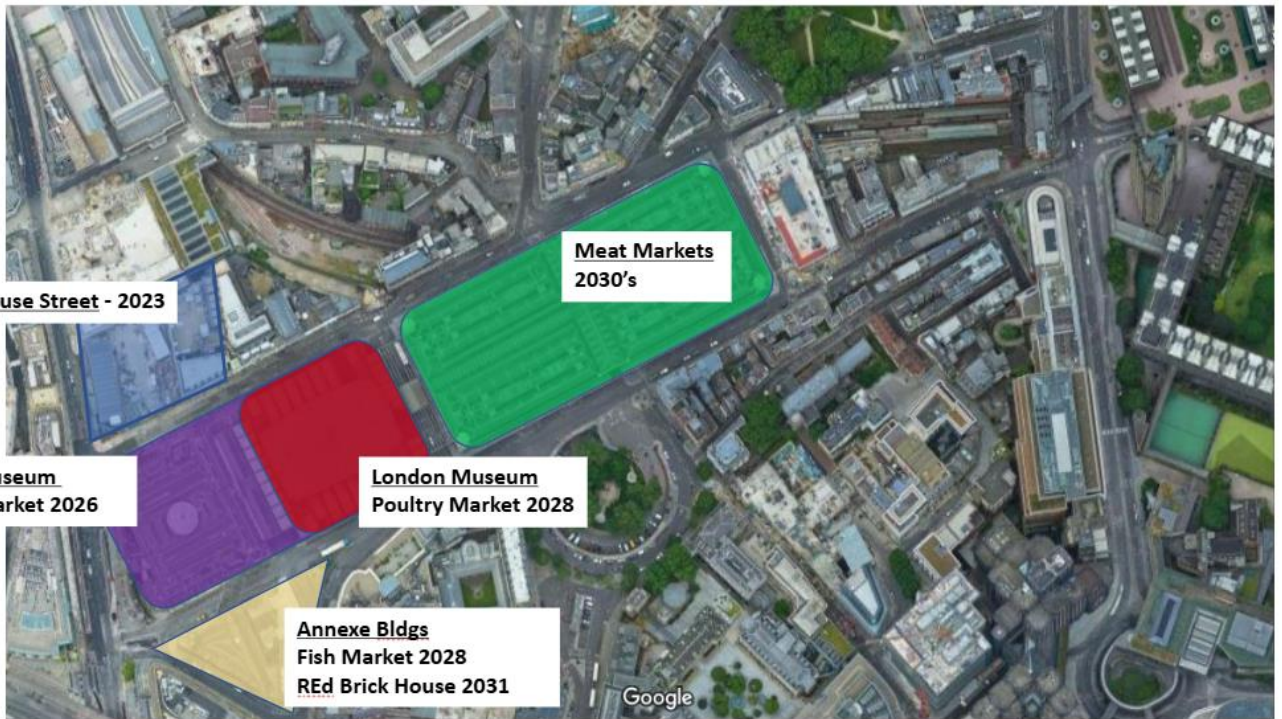 Meat Markets
2030's
use Street - 2023
useum
arket 2026
London Museum
Poultry Market 2028
Annexe Bldgs
Fish Market 2028
REd Brick House 2031
Google